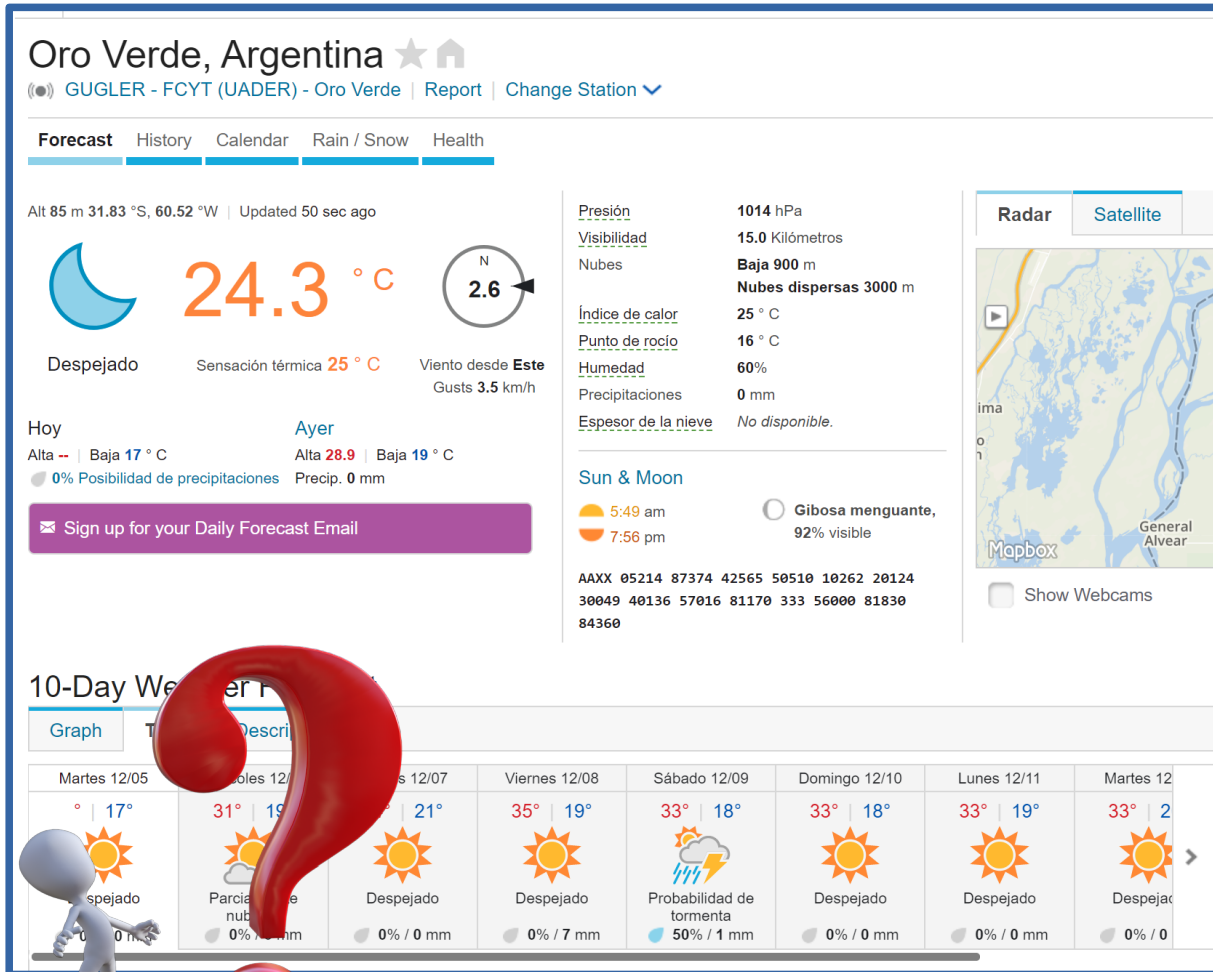 Oro Verde, Argentina
GUGLER - FCYT (UADER) - Oro Verde | Report | Change Station
Forecast History Calendar Rain / Snow Health
Alt 85 m 31.83 °S, 60.52 °W | Updated 50 sec ago
24.3 ° C
N
2.6
Despejado
Sensación térmica 25 ° C
Viento desde Este
Gusts 3.5 km/h
Hoy
Alta -- | Baja 17 ° C
0% Posibilidad de precipitaciones
Ayer
Alta 28.9 | Baja 19 ° C
Precip. 0 mm
Sign up for your Daily Forecast Email
Presión 1014 hPa
Visibilidad 15.0 Kilómetros
Nubes Baja 900 m
Nubes dispersas 3000 m
Índice de calor 25 ° C
Punto de rocío 16 ° C
Humedad 60%
Precipitaciones 0 mm
Espesor de la nieve No disponible.
Sun & Moon
5:49 am
7:56 pm
Gibosa menguante,
92% visible
AAXX 05214 87374 42565 50510 10262 20124
30049 40136 57016 81170 333 56000 81830
84360
Radar Satellite
General
Alvear
Mapbox
Show Webcams
10-Day
Graph
Martes 12/05 Viernes 12/08 Sábado 12/09 Domingo 12/10 Lunes 12/11 Martes 12
° | 17° 31° | 21° 35° | 19° 33° | 18° 33° | 18° 33° | 19° 33° | 2
Despejado Despejado Probabilidad de Despejado Despejado
tormenta
0% 0% / 0 mm 0% / 7 mm 50% / 1 mm 0% / 0 mm 0% / 0 mm 0% / 0